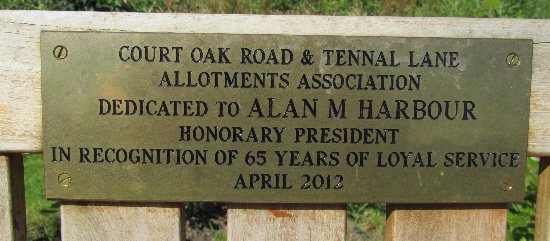 COURT OAK ROAD & TENNAL LANE
ALLOTMENTS ASSOCIATION
DEDICATED TO ALAN M HARBOUR
HONORARY PRESIDENT
IN RECOGNITION OF 65 YEARS OF LOYAL SERVICE
APRIL 2012